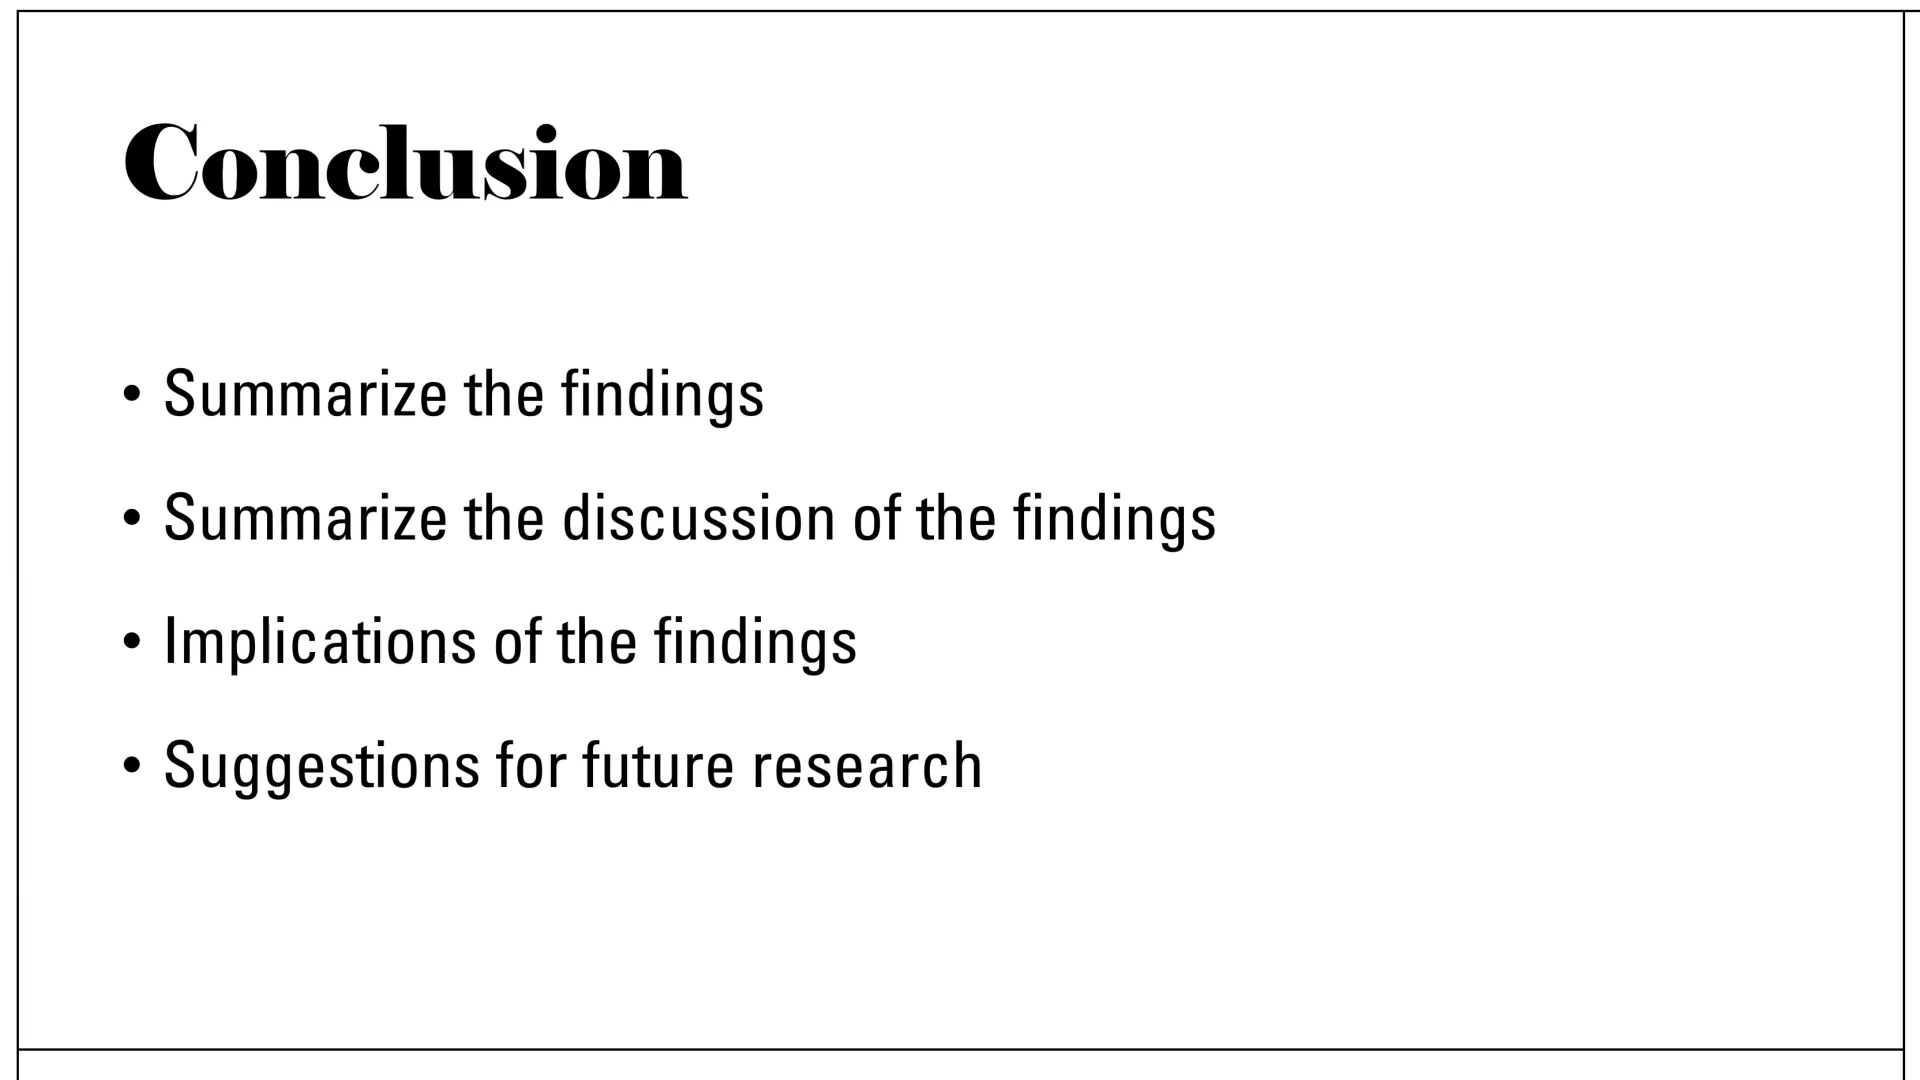 Conclusion
• Summarize the findings
• Summarize the discussion of the findings
• Implications of the findings
• Suggestions for future research